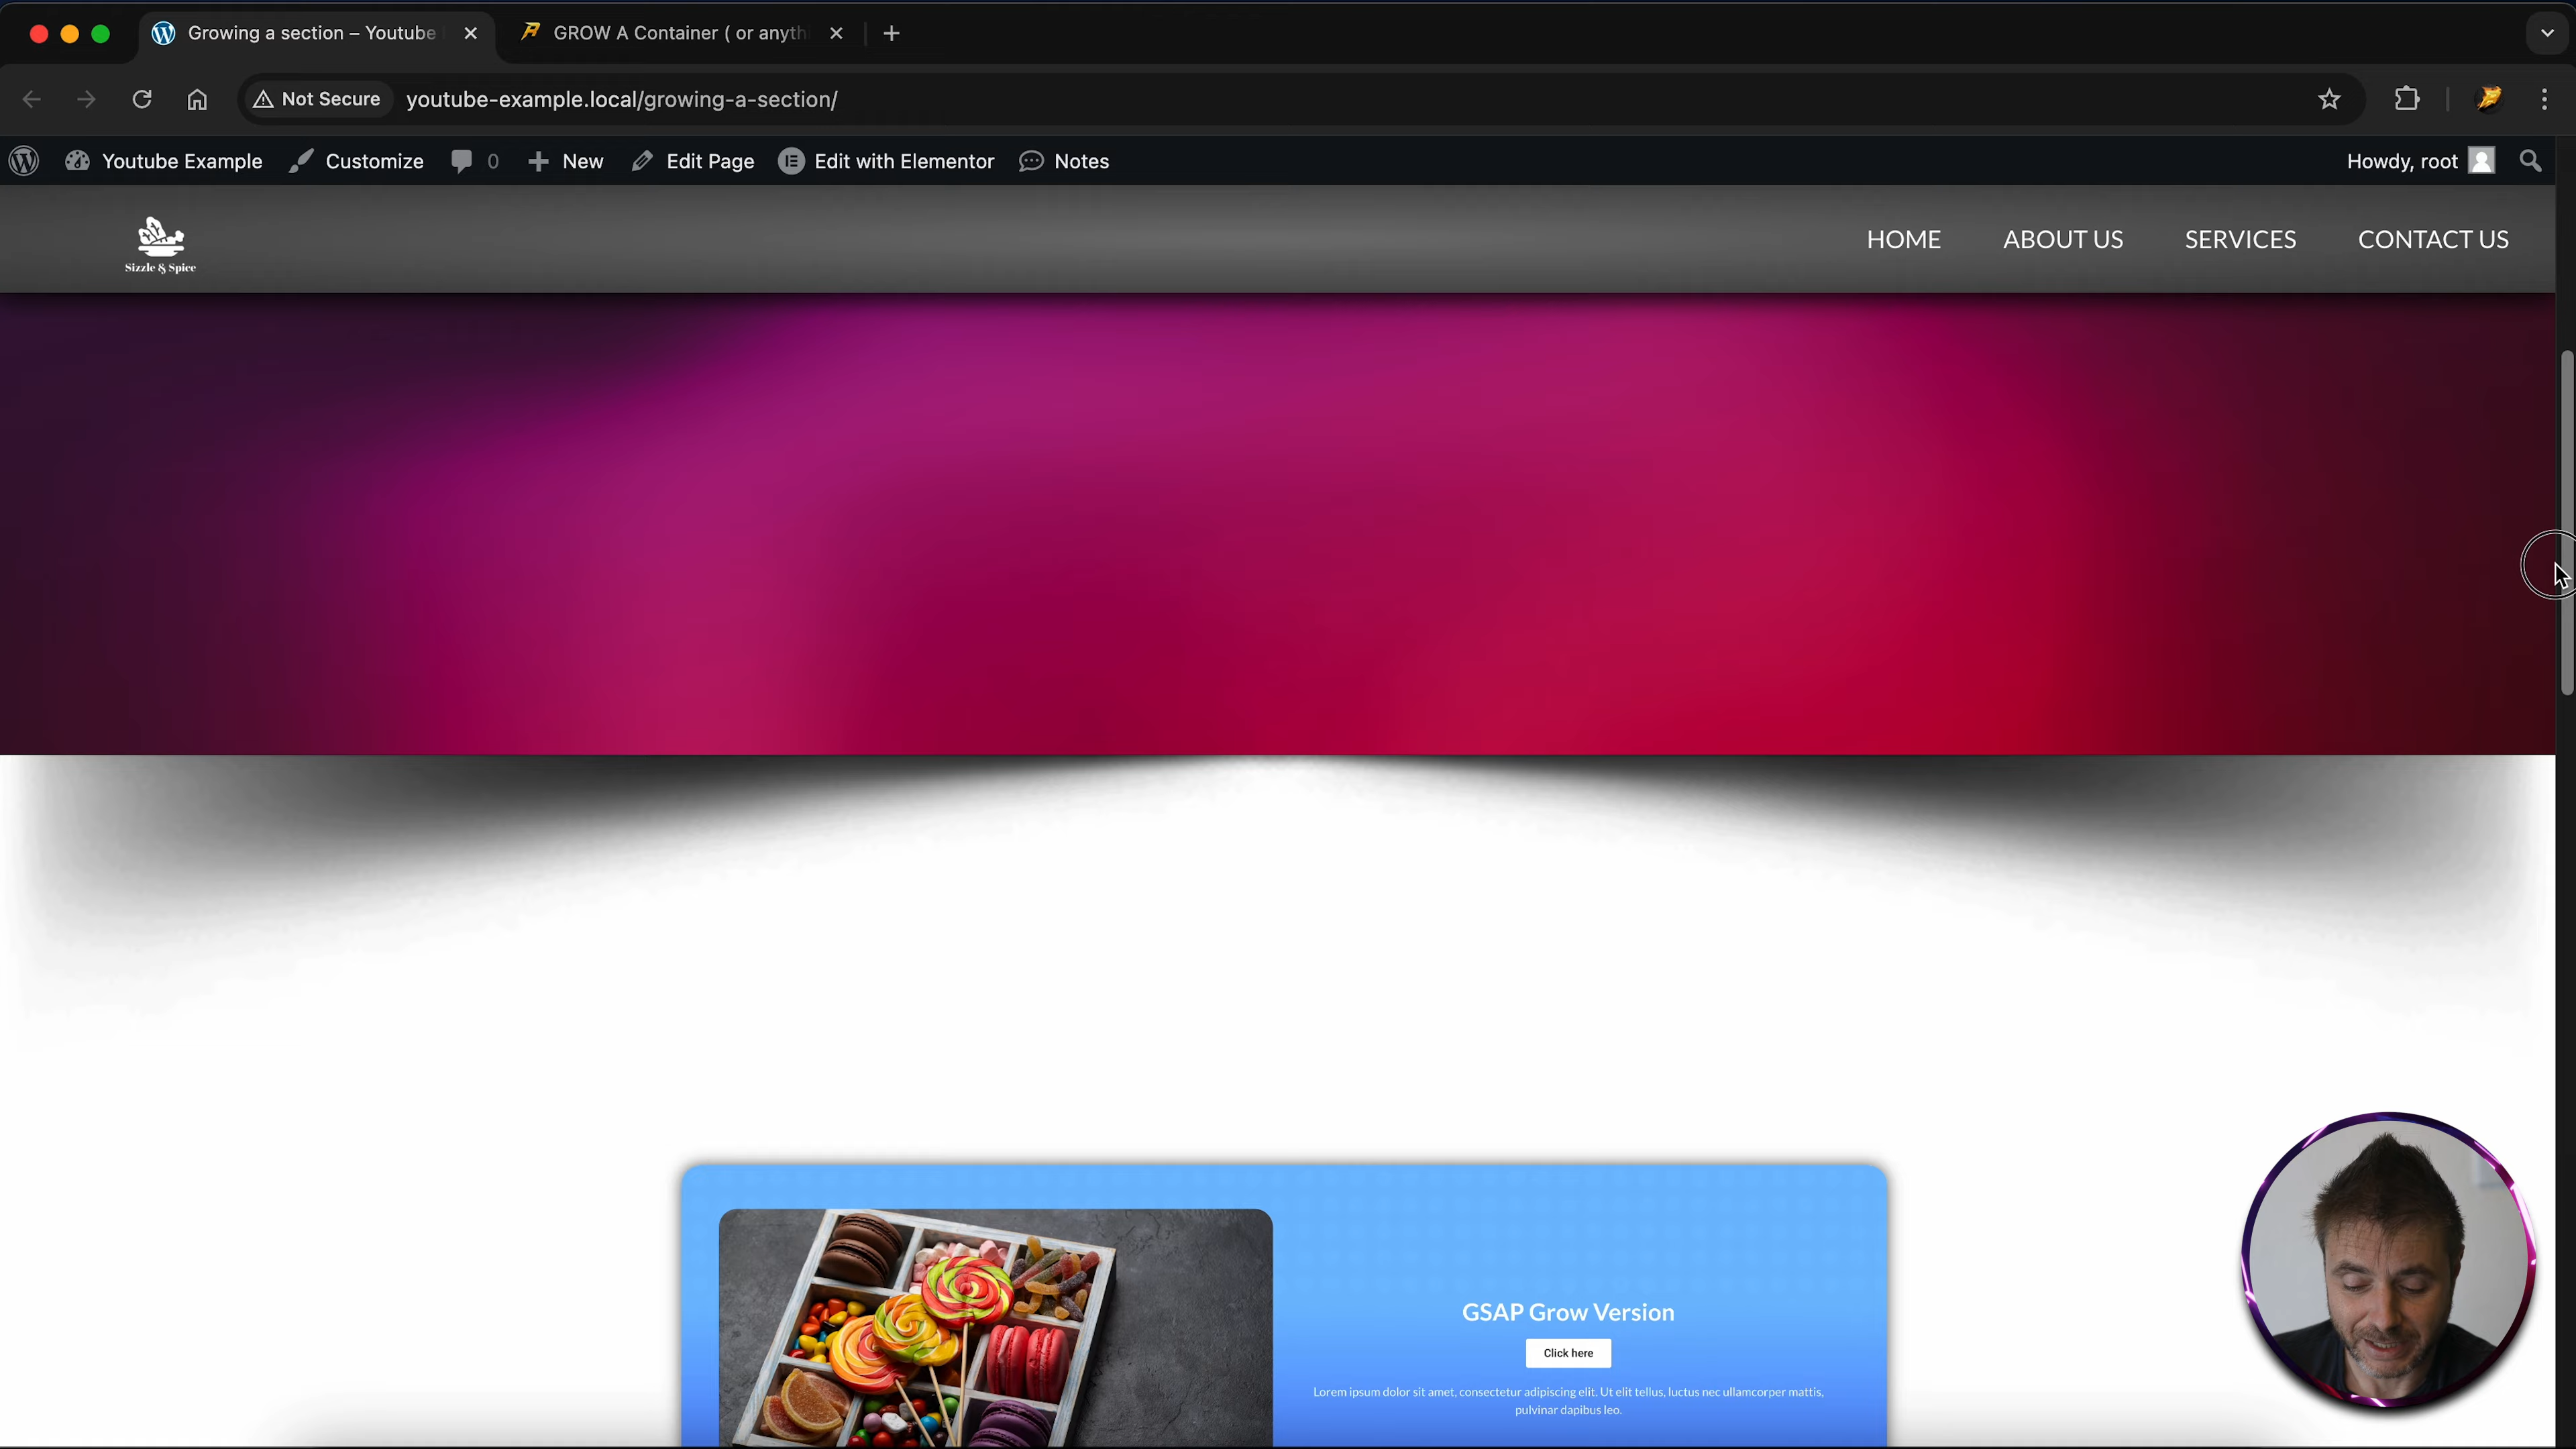 Growing a section – Youtube
GROW A Container ( or anyth
Not Secure
youtube-example.local/growing-a-section/
Youtube Example
Customize
0
New
Edit Page
Edit with Elementor
Notes
Howdy, root
Sizzle & Spice
HOME
ABOUT US
SERVICES
CONTACT US
GSAP Grow Version
Click here
Lorem ipsum dolor sit amet, consectetur adipiscing elit. Ut elit tellus, luctus nec ullamcorper mattis,
pulvinar dapibus leo.